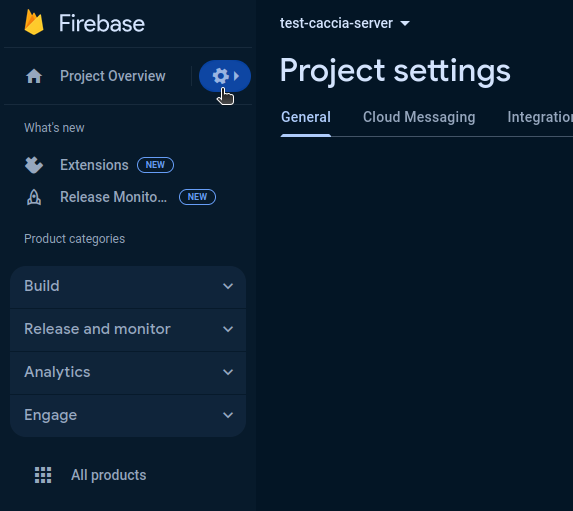 Firebase
Project Overview
What's new
Extensions NEW
Release Monito... NEW
Product categories
Build
Release and monitor
Analytics
Engage
All products
test-caccia-server
Project settings
General Cloud Messaging Integration